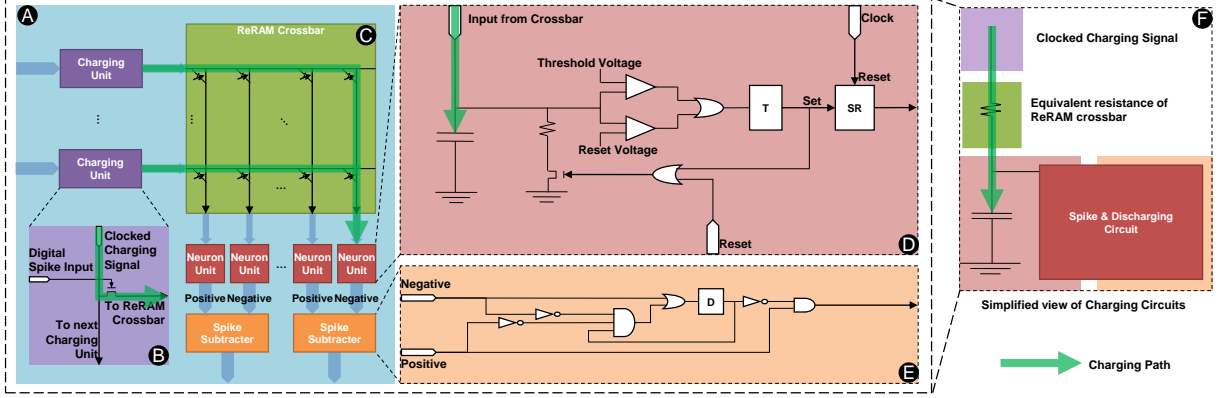 A
Charging
Unit
Charging
Unit
ReRAM Crossbar
C
...
...
...
...
Digital
Spike Input
Clocked
Charging
Signal
To ReRAM
Crossbar
To next
Charging
Unit
B
Neuron
Unit
Neuron
Unit
...
Neuron
Unit
Neuron
Unit
Positive
Negative
Positive
Negative
Spike
Subtracter
Spike
Subtracter
Input from Crossbar
Clock
Threshold Voltage
Reset
T
Set
SR
Reset Voltage
Reset
D
Negative
D
Positive
E
F
Clocked Charging Signal
Equivalent resistance of
ReRAM crossbar
Spike & Discharging
Circuit
Simplified view of Charging Circuits
Charging Path